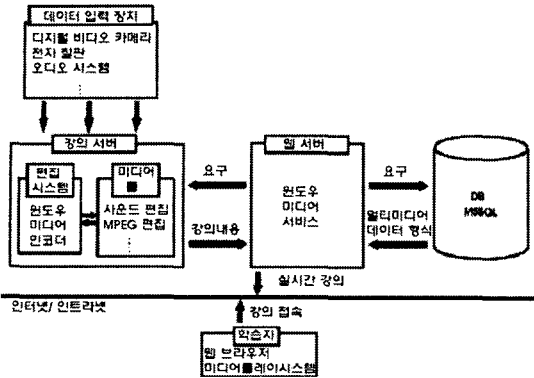 데이터 입력 장치
디지털 비디오 카메라
전자 칠판
오디오 시스템
⋮
강의 서버
편집
시스템
윈도우
미디어
인코더
미디어
툴
사운드 편집
MPEG 편집
⋮
요구
강의내용
웹 서버
윈도우
미디어
서비스
요구
멀티미디어
데이터 형식
DB
MSSQL
실시간 강의
인터넷/ 인트라넷
강의 접속
학습자
웹 브라우저
미디어플레이시스템